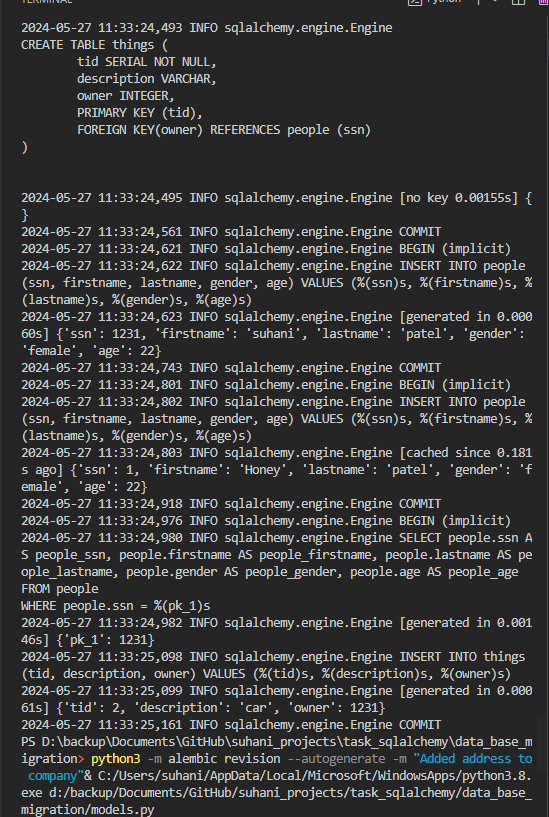 TERMINAL
Python
2024-05-27 11:33:24,493 INFO sqlalchemy.engine.Engine
CREATE TABLE things (
tid SERIAL NOT NULL,
description VARCHAR,
owner INTEGER,
PRIMARY KEY (tid),
FOREIGN KEY(owner) REFERENCES people (ssn)
)
2024-05-27 11:33:24,495 INFO sqlalchemy.engine.Engine [no key 0.00155s] {
}
2024-05-27 11:33:24,561 INFO sqlalchemy.engine.Engine COMMIT
2024-05-27 11:33:24,621 INFO sqlalchemy.engine.Engine BEGIN (implicit)
2024-05-27 11:33:24,622 INFO sqlalchemy.engine.Engine INSERT INTO people
(ssn, firstname, lastname, gender, age) VALUES (%(ssn)s, %(firstname)s, %
(lastname)s, %(gender)s, %(age)s)
2024-05-27 11:33:24,623 INFO sqlalchemy.engine.Engine [generated in 0.000
60s] {'ssn': 1231, 'firstname': 'suhani', 'lastname': 'patel', 'gender':
'female', 'age': 22}
2024-05-27 11:33:24,743 INFO sqlalchemy.engine.Engine COMMIT
2024-05-27 11:33:24,801 INFO sqlalchemy.engine.Engine BEGIN (implicit)
2024-05-27 11:33:24,802 INFO sqlalchemy.engine.Engine INSERT INTO people
(ssn, firstname, lastname, gender, age) VALUES (%(ssn)s, %(firstname)s, %
(lastname)s, %(gender)s, %(age)s)
2024-05-27 11:33:24,803 INFO sqlalchemy.engine.Engine [cached since 0.181
s ago] {'ssn': 1, 'firstname': 'Honey', 'lastname': 'patel', 'gender': 'f
emale', 'age': 22}
2024-05-27 11:33:24,918 INFO sqlalchemy.engine.Engine COMMIT
2024-05-27 11:33:24,976 INFO sqlalchemy.engine.Engine BEGIN (implicit)
2024-05-27 11:33:24,980 INFO sqlalchemy.engine.Engine SELECT people.ssn A
S people_ssn, people.firstname AS people_firstname, people.lastname AS pe
ople_lastname, people.gender AS people_gender, people.age AS people_age
FROM people
WHERE people.ssn = %(pk_1)s
2024-05-27 11:33:24,982 INFO sqlalchemy.engine.Engine [generated in 0.001
46s] {'pk_1': 1231}
2024-05-27 11:33:25,098 INFO sqlalchemy.engine.Engine INSERT INTO things
(tid, description, owner) VALUES (%(tid)s, %(description)s, %(owner)s)
2024-05-27 11:33:25,099 INFO sqlalchemy.engine.Engine [generated in 0.000
61s] {'tid': 2, 'description': 'car', 'owner': 1231}
2024-05-27 11:33:25,161 INFO sqlalchemy.engine.Engine COMMIT
PS D:\backup\Documents\GitHub\suhani_projects\task_sqlalchemy\data_base_m
igration> python3 -m alembic revision --autogenerate -m "Added address to
company"& C:/Users/suhani/AppData/Local/Microsoft/WindowsApps/python3.8.
exe d:/backup/Documents/GitHub/suhani_projects/task_sqlalchemy/data_base_
migration/models.py